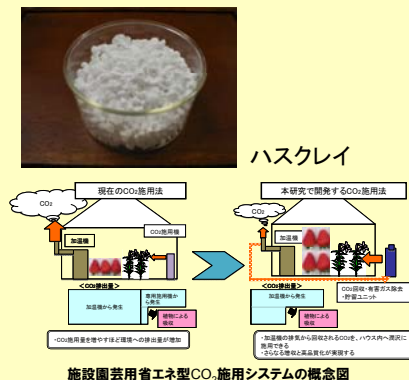 ハスクレイ
現在のCO₂施用法
CO₂
加温機
CO₂施用機
<CO₂排出量>
加温機から発生
専用施用機から発生
植物による吸収
・CO₂施用量を増やすほど環境への排出量が増加
本研究で開発するCO₂施用法
CO₂
加温機
CO₂回収・有害ガス除去・貯留ユニット
<CO₂排出量>
加温機から発生
植物による吸収
・加温機の排気から回収されるCO₂を、ハウス内へ潤沢に施用できる
・さらなる増収と高品質化が実現する
施設園芸用省エネ型CO₂施用システムの概念図